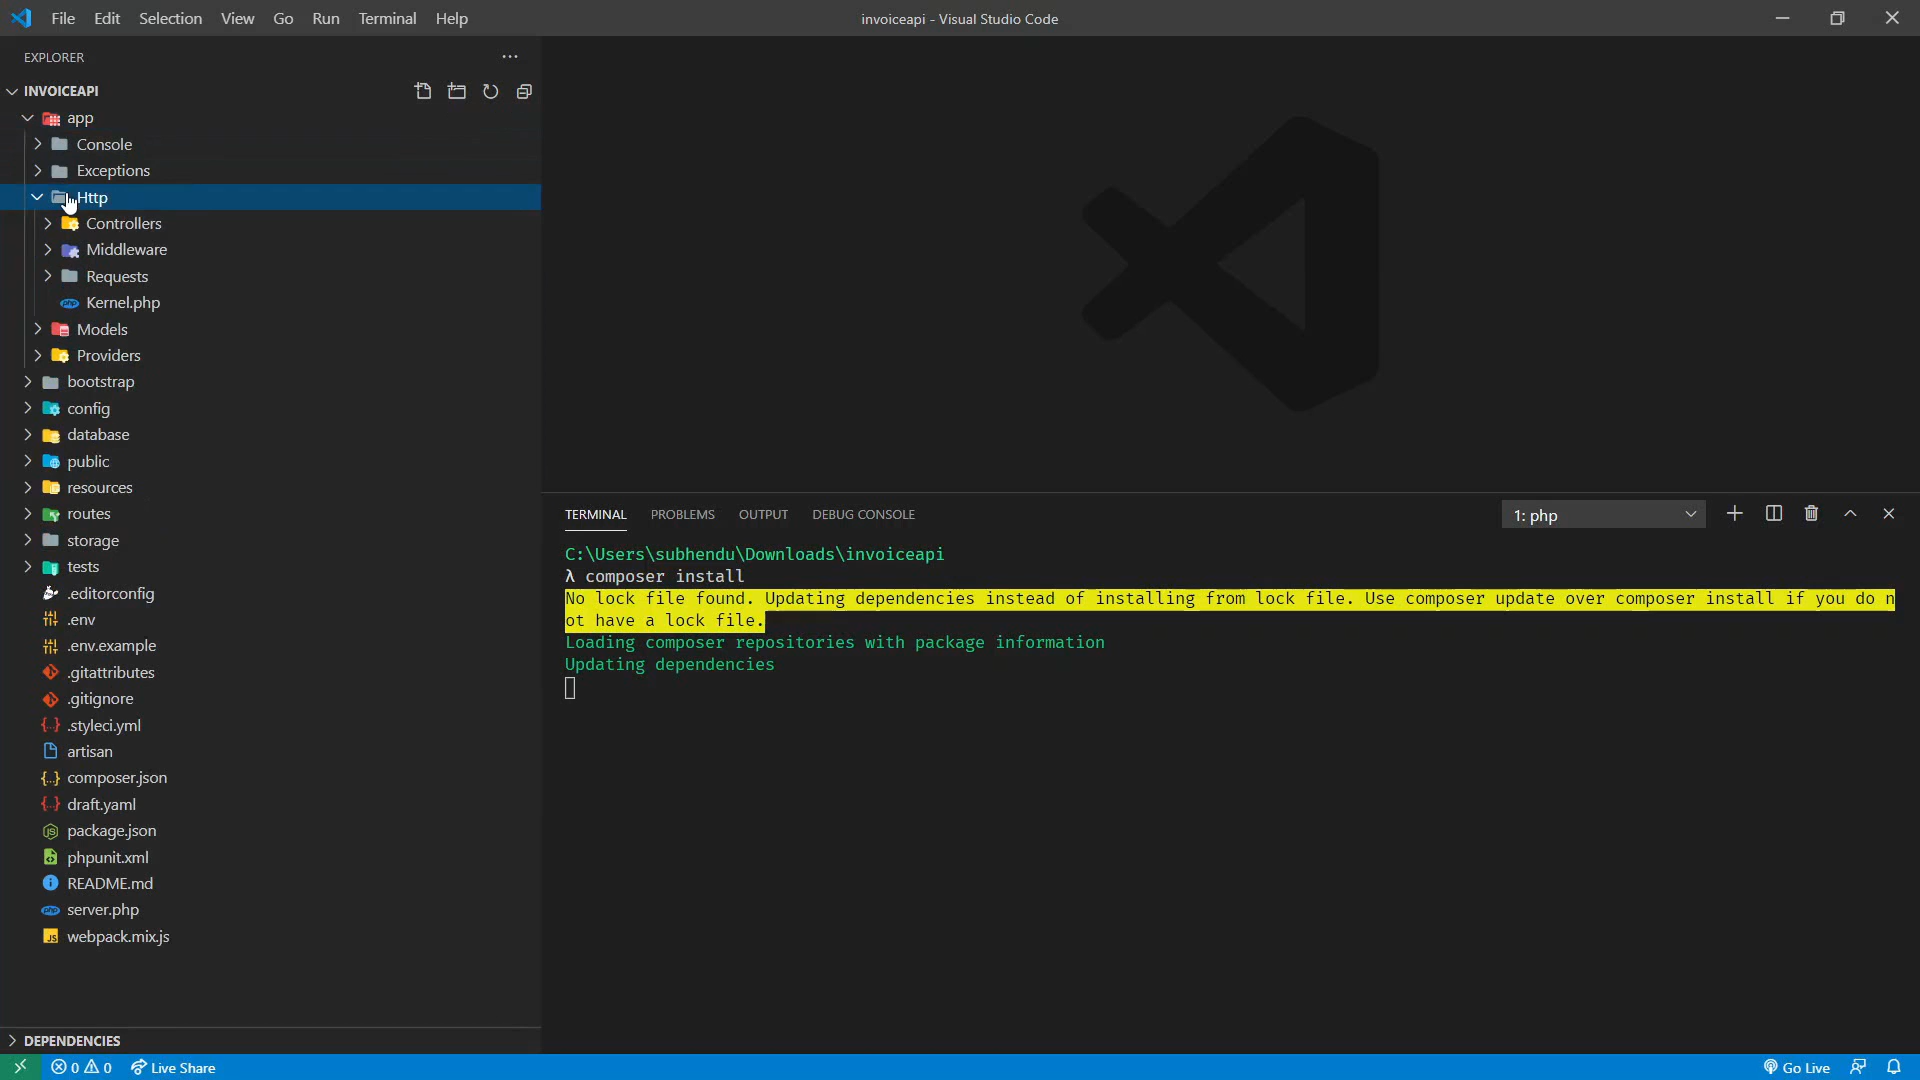 File Edit Selection View Go Run Terminal Help
invoiceapi - Visual Studio Code
EXPLORER
INVOICEAPI
app
Console
Exceptions
Http
Controllers
Middleware
Requests
Kernel.php
Models
Providers
bootstrap
config
database
public
resources
routes
storage
tests
.editorconfig
.env
.env.example
.gitattributes
.gitignore
.styleci.yml
artisan
composer.json
draft.yaml
package.json
phpunit.xml
README.md
server.php
webpack.mix.js
DEPENDENCIES
TERMINAL PROBLEMS OUTPUT DEBUG CONSOLE
1: php
C:\Users\subhendu\Downloads\invoiceapi
λ composer install
No lock file found. Updating dependencies instead of installing from lock file. Use composer update over composer install if you do n
ot have a lock file.
Loading composer repositories with package information
Updating dependencies
0 0 Live Share
Go Live